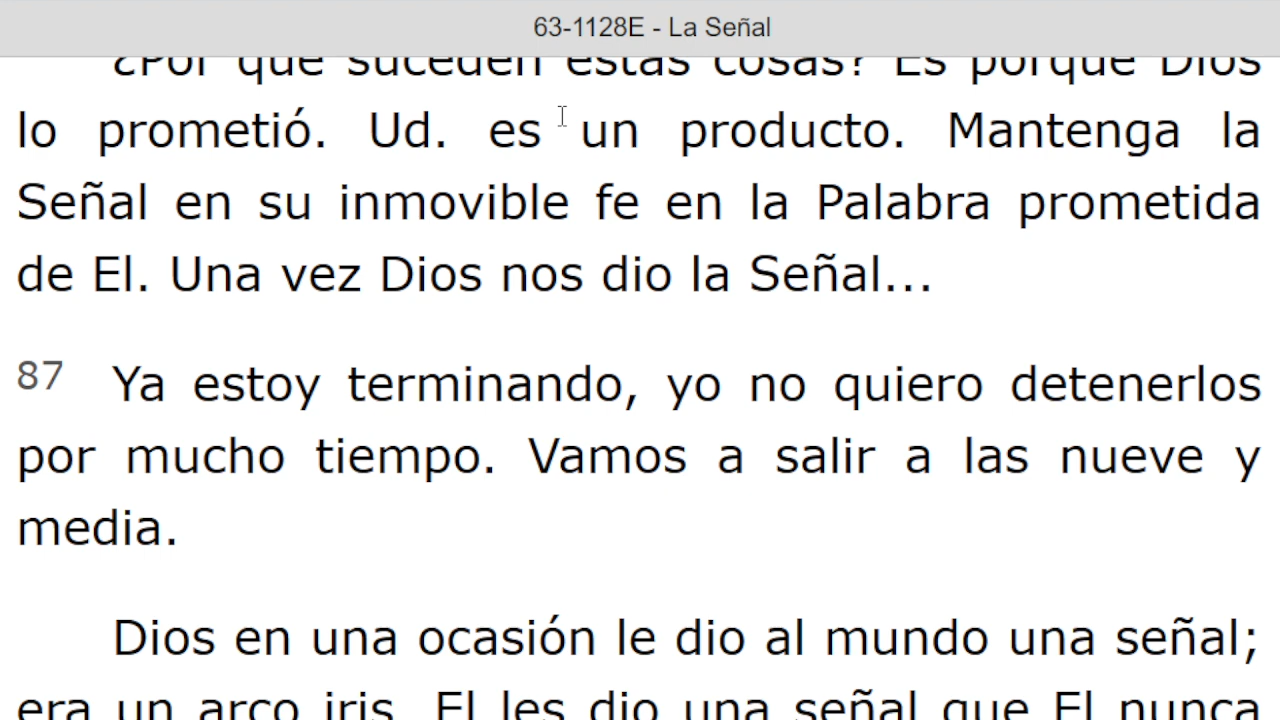 63-1128E - La Señal
¿Por qué suceden estas cosas? Es porque Dios
lo prometió. Ud. es un producto. Mantenga la
Señal en su inmovible fe en la Palabra prometida
de El. Una vez Dios nos dio la Señal...
87 Ya estoy terminando, yo no quiero detenerlos
por mucho tiempo. Vamos a salir a las nueve y
media.
Dios en una ocasión le dio al mundo una señal;
era un arco iris. El les dio una señal que El nunca